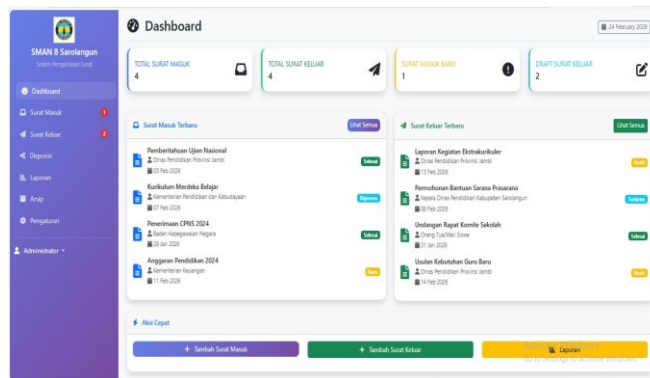 SMAN 8 Sarolangun
Sistem Pengelolaan Surat
Dashboard
Surat Masuk 1
Surat Keluar 2
Disposisi
Laporan
Arsip
Pengaturan
Administrator
Dashboard
24 February 2026
TOTAL SURAT MASUK
4
TOTAL SURAT KELUAR
4
SURAT MASUK BARU
1
DRAFT SURAT KELUAR
2
Surat Masuk Terbaru
Lihat Semua
Pemberitahuan Ujian Nasional
Dinas Pendidikan Provinsi Jambi
03 Feb 2026
Selesai
Kurikulum Merdeka Belajar
Kementerian Pendidikan dan Kebudayaan
07 Feb 2026
Diproses
Penerimaan CPNS 2024
Badan Kepegawaian Negara
28 Jan 2026
Selesai
Anggaran Pendidikan 2024
Kementerian Keuangan
11 Feb 2026
Baru
Surat Keluar Terbaru
Lihat Semua
Laporan Kegiatan Ekstrakurikuler
Dinas Pendidikan Provinsi Jambi
13 Feb 2026
Draft
Permohonan Bantuan Sarana Prasarana
Kepala Dinas Pendidikan Kabupaten Sarolangun
08 Feb 2026
Terkirim
Undangan Rapat Komite Sekolah
Orang Tua/Wali Siswa
31 Jan 2026
Selesai
Usulan Kebutuhan Guru Baru
Dinas Pendidikan Provinsi Jambi
14 Feb 2026
Draft
Aksi Cepat
+ Tambah Surat Masuk
+ Tambah Surat Keluar
Laporan
Go to Settings to activate Windows.